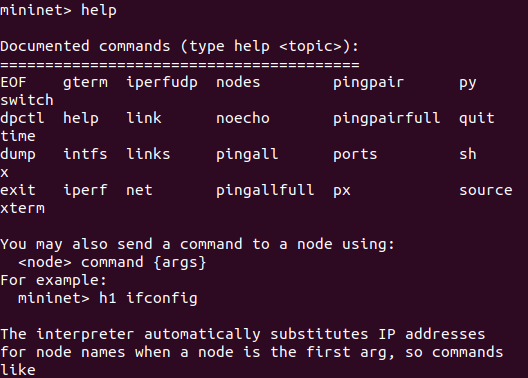 mininet> help
Documented commands (type help <topic>):
========================================
EOF    gterm  iperfudp  nodes        pingpair      py
switch
dpctl  help   link      noecho       pingpairfull  quit
time
dump   intfs  links     pingall      ports         sh
x
exit   iperf  net       pingallfull  px            source
xterm
You may also send a command to a node using:
  <node> command {args}
For example:
  mininet> h1 ifconfig
The interpreter automatically substitutes IP addresses
for node names when a node is the first arg, so commands
like